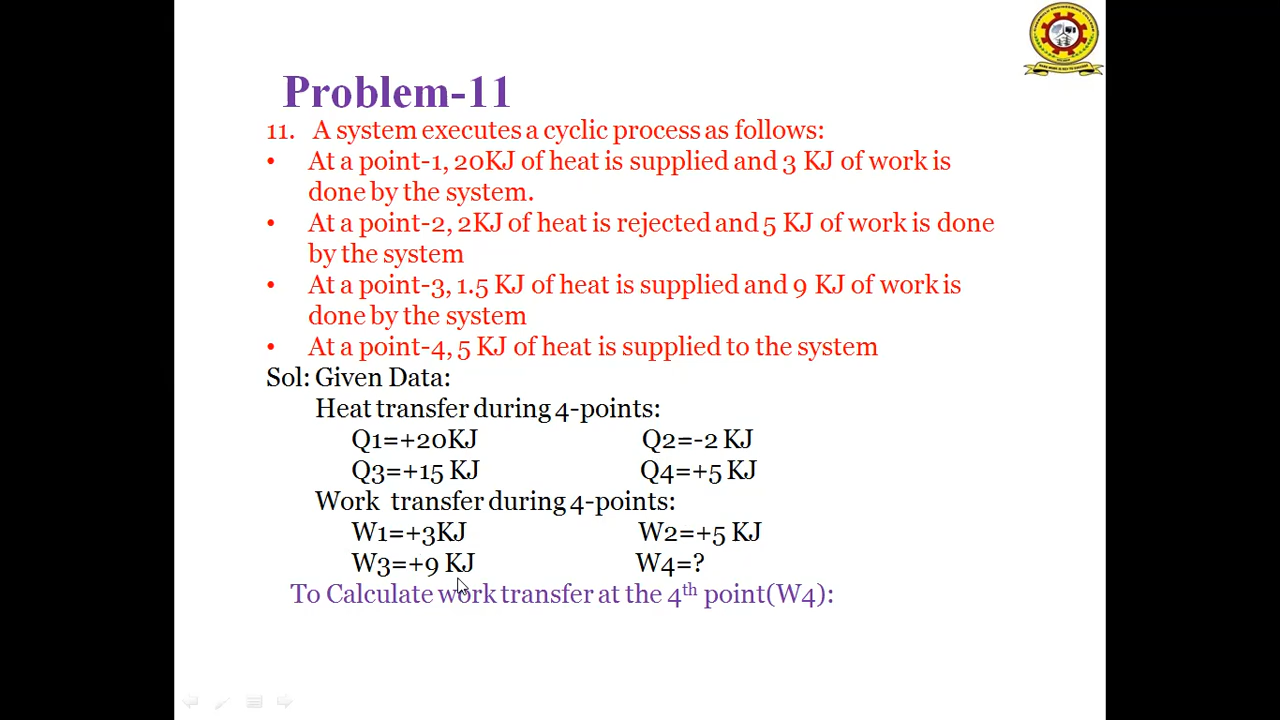 Problem-11
11. A system executes a cyclic process as follows:
• At a point-1, 20KJ of heat is supplied and 3 KJ of work is
done by the system.
• At a point-2, 2KJ of heat is rejected and 5 KJ of work is done
by the system
• At a point-3, 1.5 KJ of heat is supplied and 9 KJ of work is
done by the system
• At a point-4, 5 KJ of heat is supplied to the system
Sol: Given Data:
Heat transfer during 4-points:
Q1=+20KJ Q2=-2 KJ
Q3=+15 KJ Q4=+5 KJ
Work transfer during 4-points:
W1=+3KJ W2=+5 KJ
W3=+9 KJ W4=?
To Calculate work transfer at the 4th point(W4):